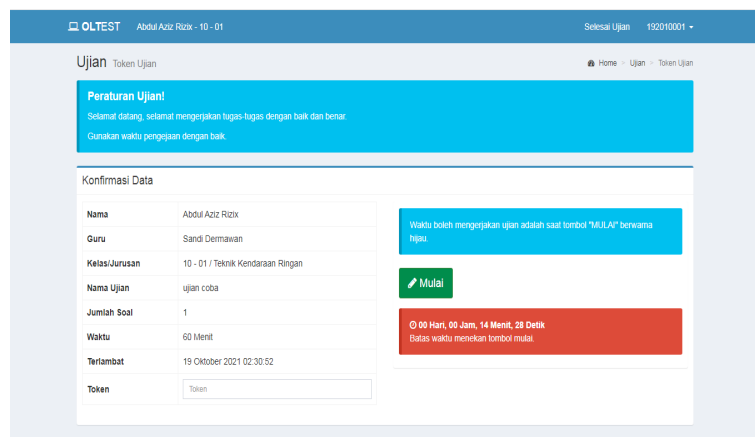 OLTEST Abdul Aziz Rizix - 10 - 01 Selesai Ujian 192010001
Ujian Token Ujian Home > Ujian > Token Ujian
Peraturan Ujian!
Selamat datang, selamat mengerjakan tugas-tugas dengan baik dan benar.
Gunakan waktu pengejaan dengan baik.
Konfirmasi Data
Nama Abdul Aziz Rizix
Guru Sandi Dermawan
Kelas/Jurusan 10 - 01 / Teknik Kendaraan Ringan
Nama Ujian ujian coba
Jumlah Soal 1
Waktu 60 Menit
Terlambat 19 Oktober 2021 02:30:52
Token Token
Waktu boleh mengerjakan ujian adalah saat tombol "MULAI" berwarna
hijau.
Mulai
00 Hari, 00 Jam, 14 Menit, 28 Detik
Batas waktu menekan tombol mulai.